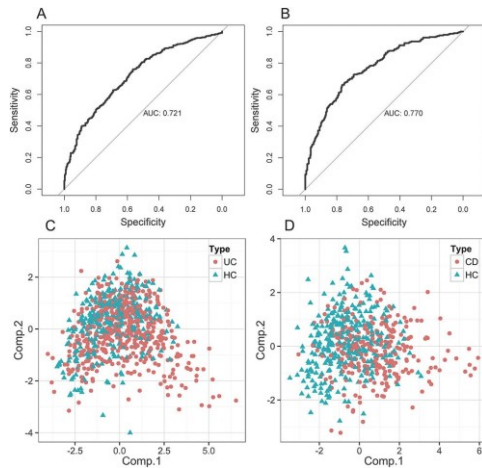 A
B
1.0
0.8
0.6
0.4
0.2
0.0
Sensitivity
AUC: 0.721
1.0 0.8 0.6 0.4 0.2 0.0
Specificity
1.0
0.8
0.6
0.4
0.2
0.0
Sensitivity
AUC: 0.770
1.0 0.8 0.6 0.4 0.2 0.0
Specificity
C
Type
UC
HC
2
0
-2
-4
Comp.2
-2.5 0.0 2.5 5.0
Comp.1
D
Type
CD
HC
4
2
0
-2
Comp.2
-2 0 2 4 6
Comp.1